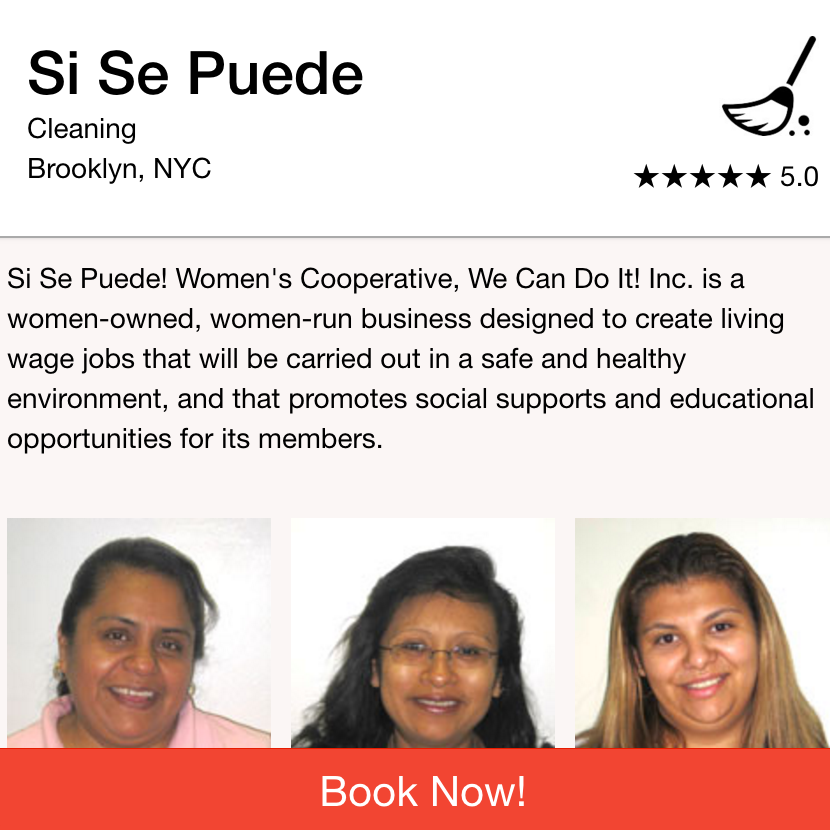 Si Se Puede
Cleaning
Brooklyn, NYC
★★★★★ 5.0
Si Se Puede! Women's Cooperative, We Can Do It! Inc. is a
women-owned, women-run business designed to create living
wage jobs that will be carried out in a safe and healthy
environment, and that promotes social supports and educational
opportunities for its members.
Book Now!